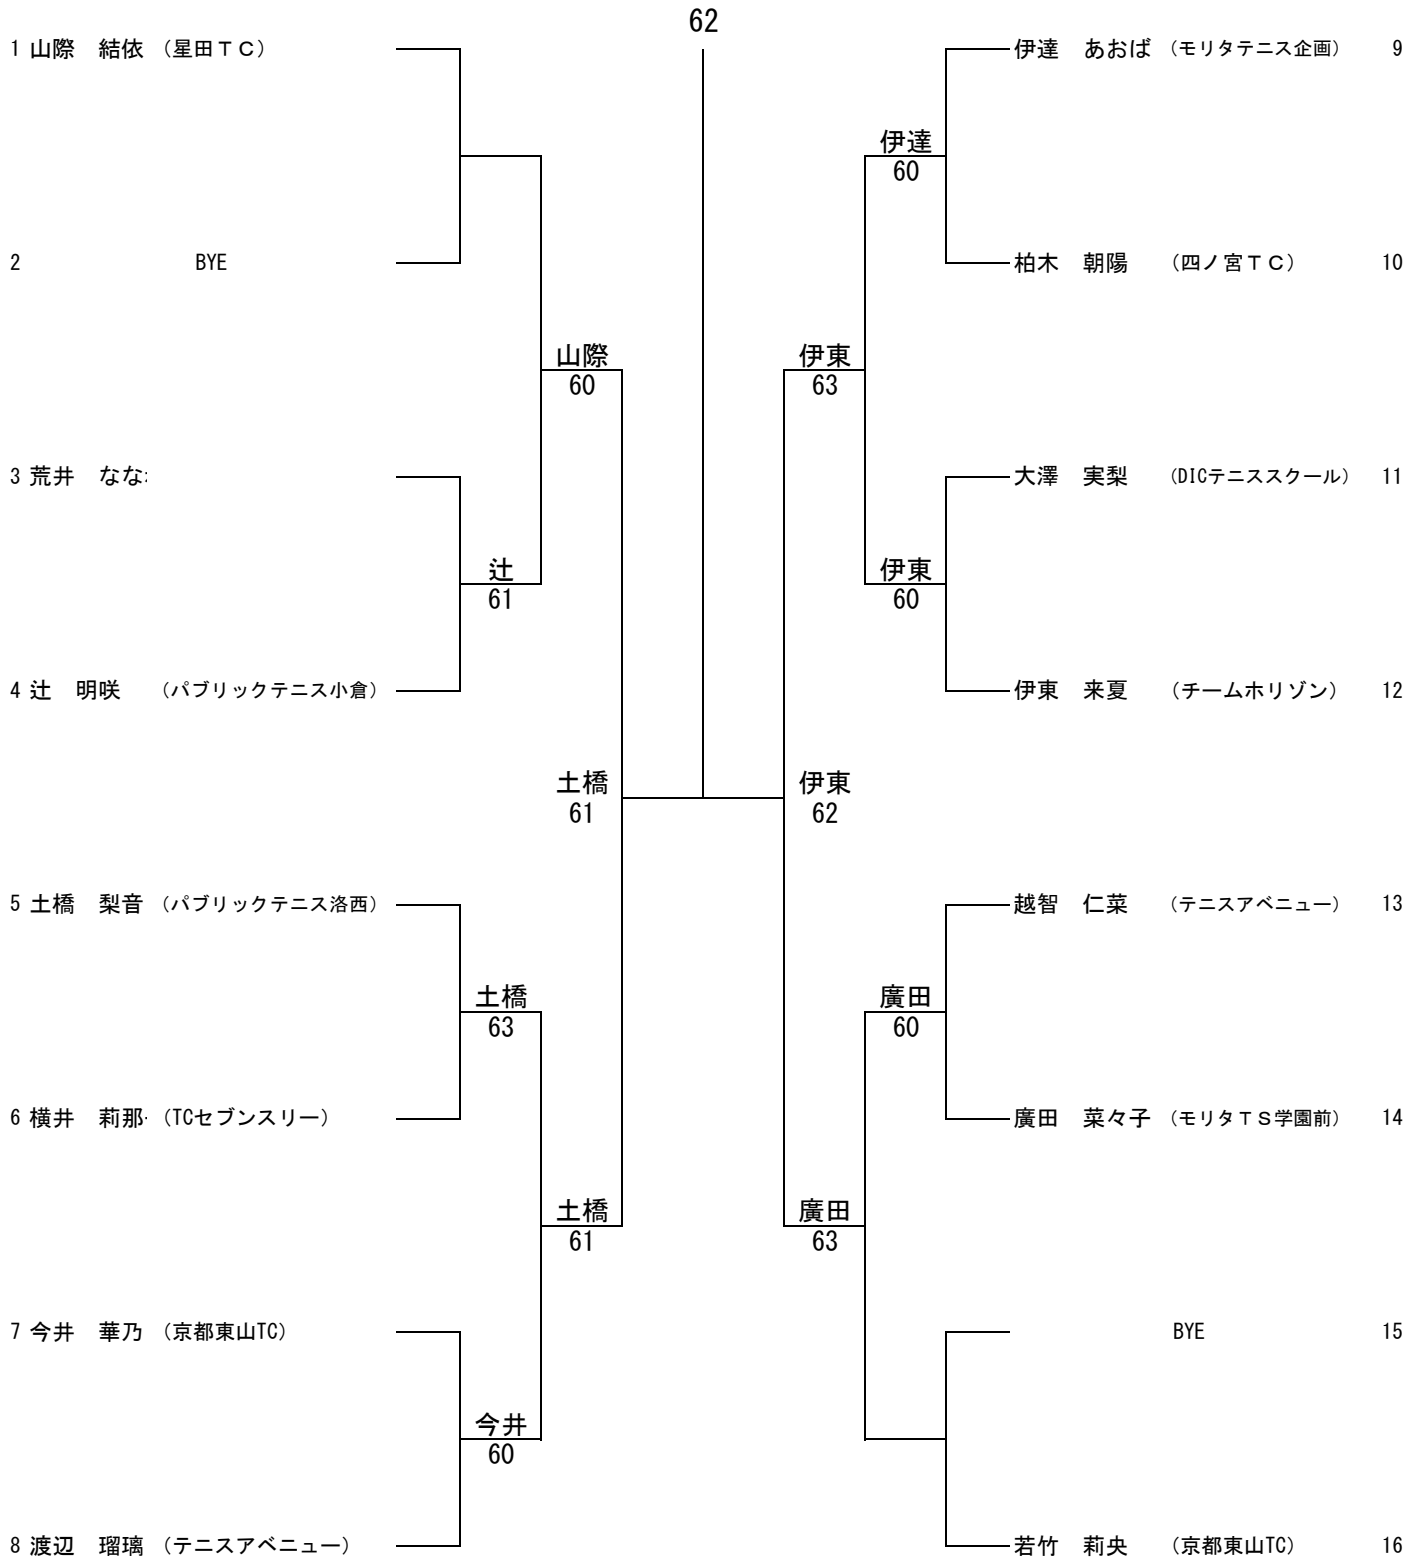 62
1 山際　結依 （星田ＴＣ）
伊達　あおば （モリタテニス企画） 9
伊達
60
2 BYE
柏木　朝陽 （四ノ宮ＴＣ） 10
山際
60
伊東
63
3 荒井　なな
大澤　実梨 （DICテニススクール） 11
辻
61
伊東
60
4 辻　明咲 （パブリックテニス小倉）
伊東　来夏 （チームホリゾン） 12
土橋
61
伊東
62
5 土橋　梨音 （パブリックテニス洛西）
越智　仁菜 （テニスアベニュー） 13
土橋
63
廣田
60
6 横井　莉那 （TCセブンスリー）
廣田　菜々子 （モリタＴＳ学園前） 14
土橋
61
廣田
63
7 今井　華乃 （京都東山TC）
BYE 15
今井
60
8 渡辺　瑠璃 （テニスアベニュー）
若竹　莉央 （京都東山TC） 16